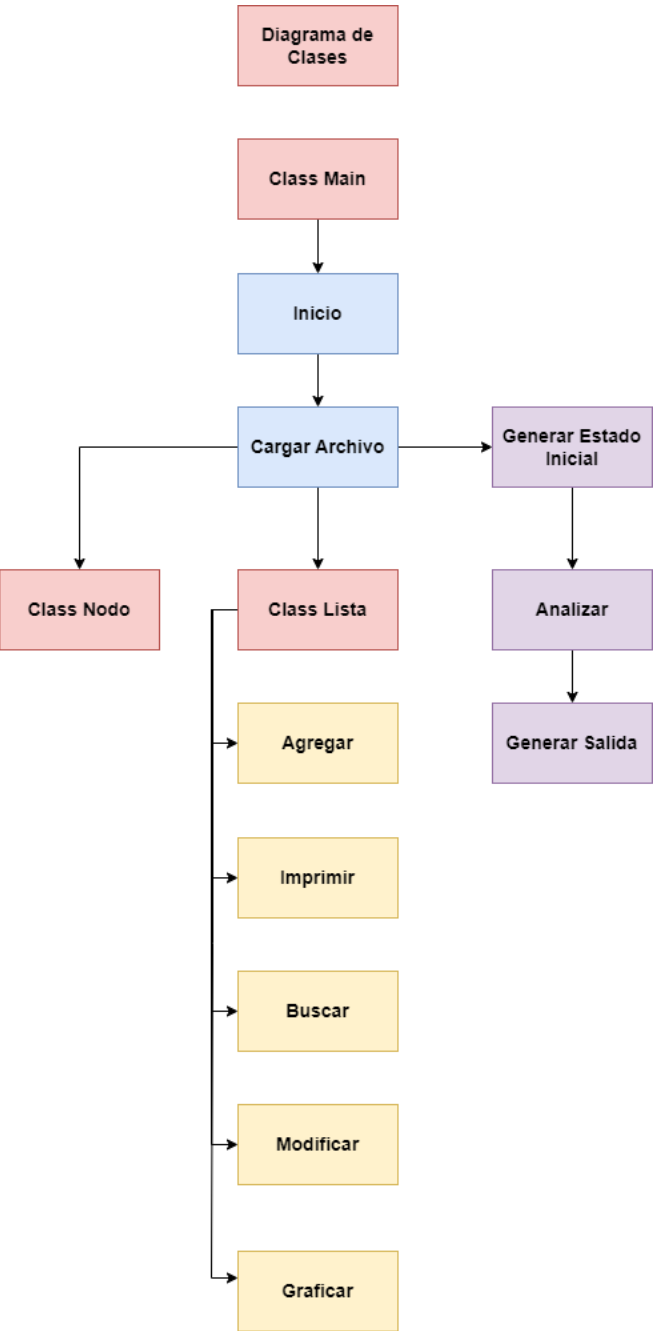 Diagrama de
Clases
Class Main
Inicio
Cargar Archivo
Generar Estado
Inicial
Class Nodo
Class Lista
Analizar
Agregar
Generar Salida
Imprimir
Buscar
Modificar
Graficar